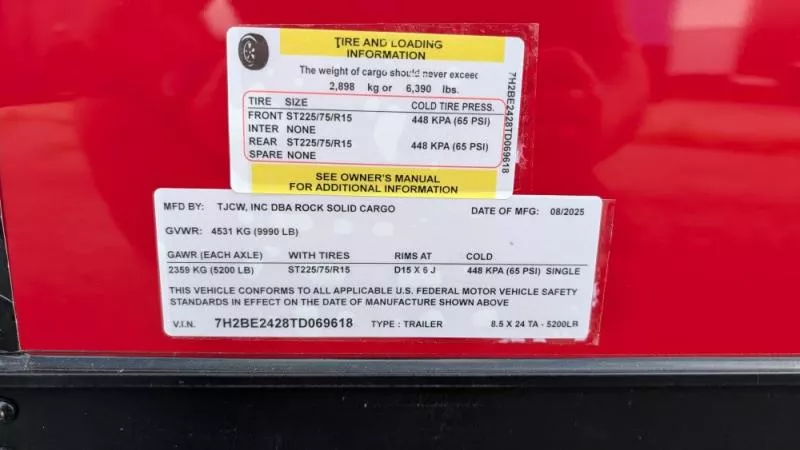 TIRE AND LOADING
INFORMATION
The weight of cargo should never exceed
2,898 kg or 6,390 lbs.
TIRE SIZE COLD TIRE PRESS.
FRONT ST225/75/R15 448 KPA (65 PSI)
INTER NONE
REAR ST225/75/R15 448 KPA (65 PSI)
SPARE NONE
SEE OWNER'S MANUAL
FOR ADDITIONAL INFORMATION
7H2BE2428TD069618
MFD BY: TJCW, INC DBA ROCK SOLID CARGO DATE OF MFG: 08/2025
GVWR: 4531 KG (9990 LB)
GAWR (EACH AXLE) WITH TIRES RIMS AT COLD
2359 KG (5200 LB) ST225/75/R15 D15 X 6 J 448 KPA (65 PSI) SINGLE
THIS VEHICLE CONFORMS TO ALL APPLICABLE U.S. FEDERAL MOTOR VEHICLE SAFETY
STANDARDS IN EFFECT ON THE DATE OF MANUFACTURE SHOWN ABOVE
V.I.N. 7H2BE2428TD069618 TYPE : TRAILER 8.5 X 24 TA - 5200LB